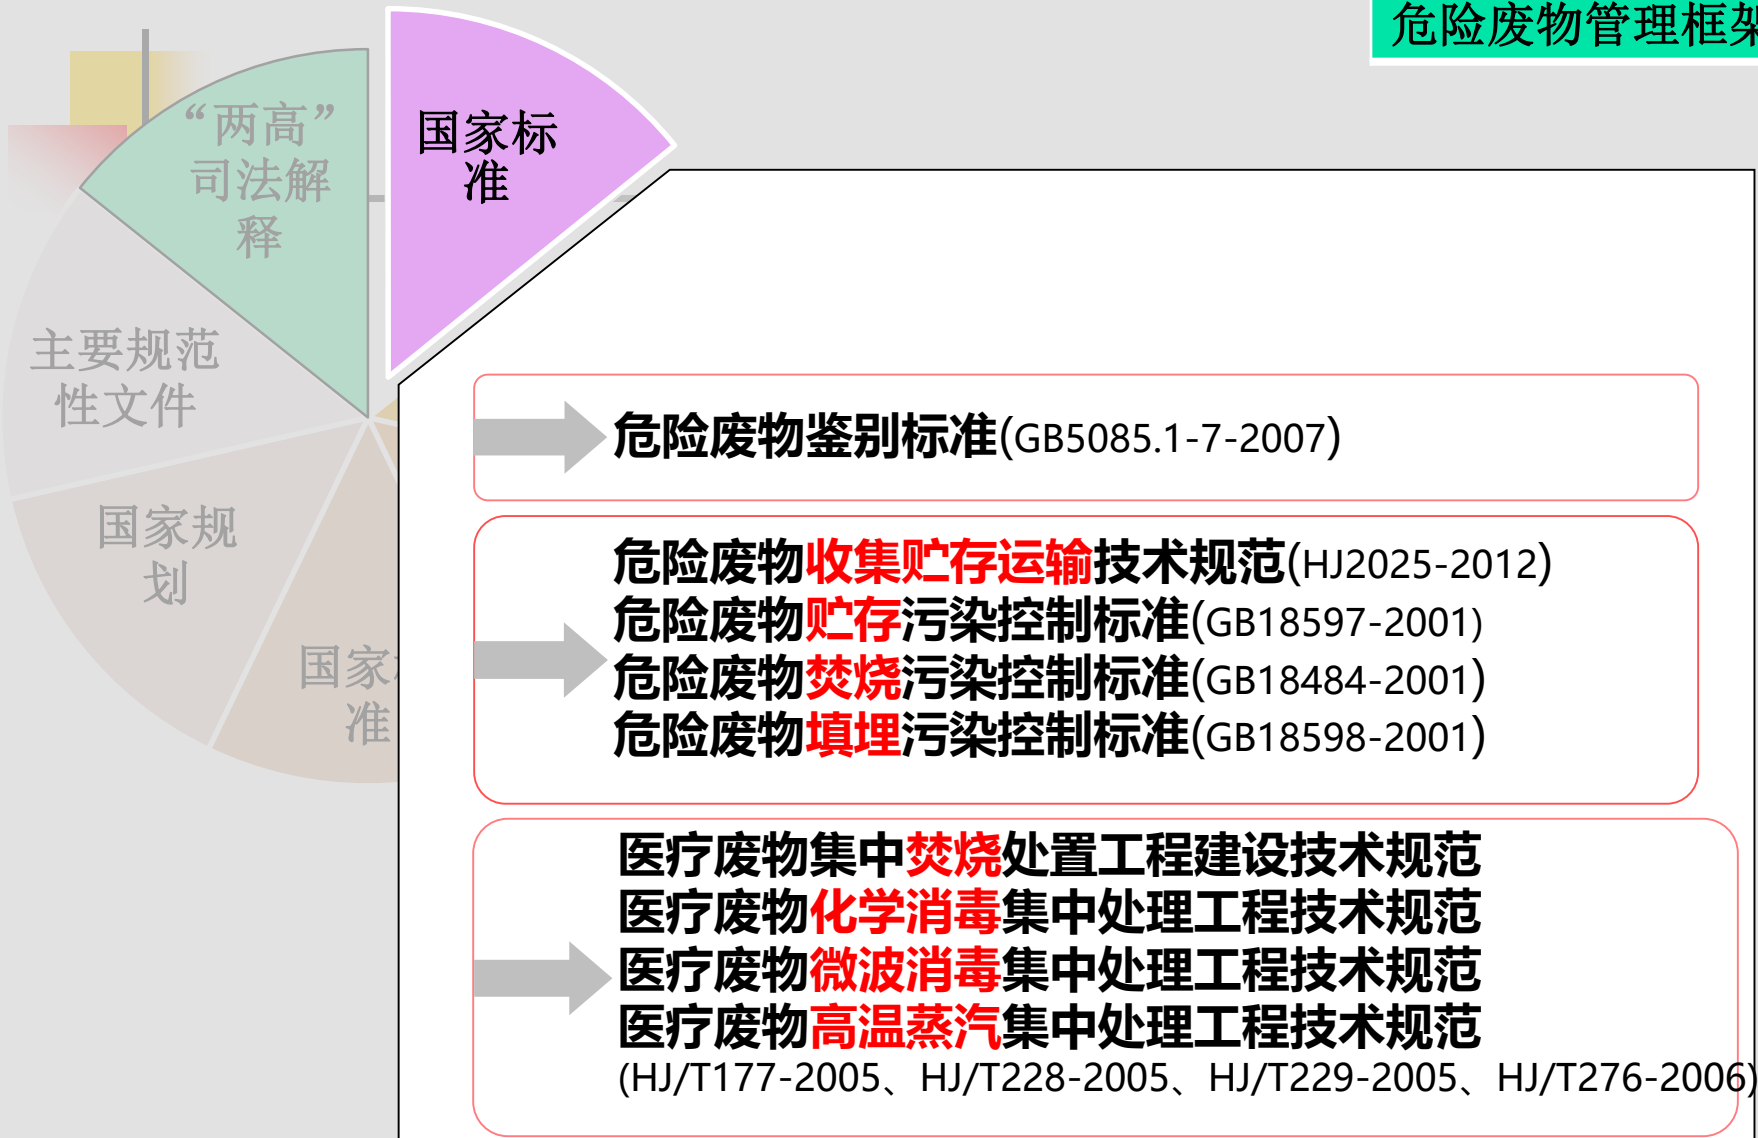 危险废物管理框架
“两高”
司法解
释
国家标
准
主要规范
性文件
国家规
划
国家
准
危险废物鉴别标准(GB5085.1-7-2007)
危险废物收集贮存运输技术规范(HJ2025-2012)
危险废物贮存污染控制标准(GB18597-2001)
危险废物焚烧污染控制标准(GB18484-2001)
危险废物填埋污染控制标准(GB18598-2001)
医疗废物集中焚烧处置工程建设技术规范
医疗废物化学消毒集中处理工程技术规范
医疗废物微波消毒集中处理工程技术规范
医疗废物高温蒸汽集中处理工程技术规范
(HJ/T177-2005、HJ/T228-2005、HJ/T229-2005、HJ/T276-2006)